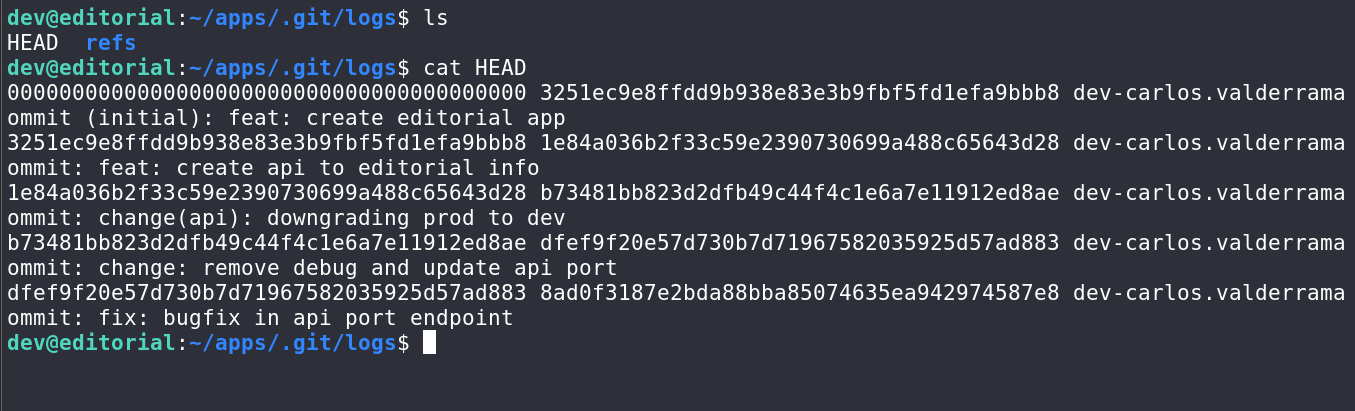 dev@editorial:~/apps/.git/logs$ ls
HEAD  refs
dev@editorial:~/apps/.git/logs$ cat HEAD
0000000000000000000000000000000000000000 3251ec9e8ffdd9b938e83e3b9fbf5fd1efa9bbb8 dev-carlos.valderrama
ommit (initial): feat: create editorial app
3251ec9e8ffdd9b938e83e3b9fbf5fd1efa9bbb8 1e84a036b2f33c59e2390730699a488c65643d28 dev-carlos.valderrama
ommit: feat: create api to editorial info
1e84a036b2f33c59e2390730699a488c65643d28 b73481bb823d2dfb49c44f4c1e6a7e11912ed8ae dev-carlos.valderrama
ommit: change(api): downgrading prod to dev
b73481bb823d2dfb49c44f4c1e6a7e11912ed8ae dfef9f20e57d730b7d71967582035925d57ad883 dev-carlos.valderrama
ommit: change: remove debug and update api port
dfef9f20e57d730b7d71967582035925d57ad883 8ad0f3187e2bda88bba85074635ea942974587e8 dev-carlos.valderrama
ommit: fix: bugfix in api port endpoint
dev@editorial:~/apps/.git/logs$